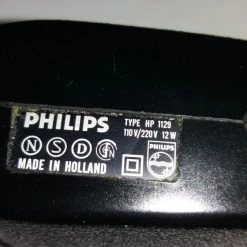 PHILIPS
TYPE HP 1129
110V/220V 12W
N S D
MADE IN HOLLAND
PHILIPS